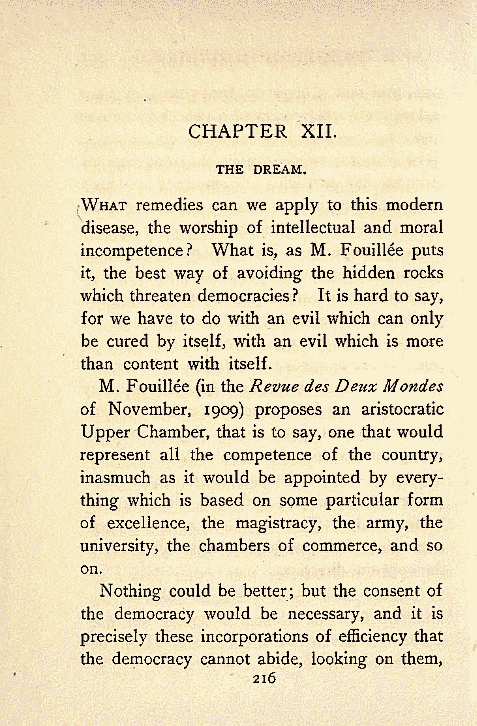 CHAPTER XII.
THE DREAM.
WHAT remedies can we apply to this modern
disease, the worship of intellectual and moral
incompetence? What is, as M. Fouillée puts
it, the best way of avoiding the hidden rocks
which threaten democracies? It is hard to say,
for we have to do with an evil which can only
be cured by itself, with an evil which is more
than content with itself.
M. Fouillée (in the Revue des Deux Mondes
of November, 1909) proposes an aristocratic
Upper Chamber, that is to say, one that would
represent all the competence of the country,
inasmuch as it would be appointed by every-
thing which is based on some particular form
of excellence, the magistracy, the army, the
university, the chambers of commerce, and so
on.
Nothing could be better; but the consent of
the democracy would be necessary, and it is
precisely these incorporations of efficiency that
the democracy cannot abide, looking on them,
216